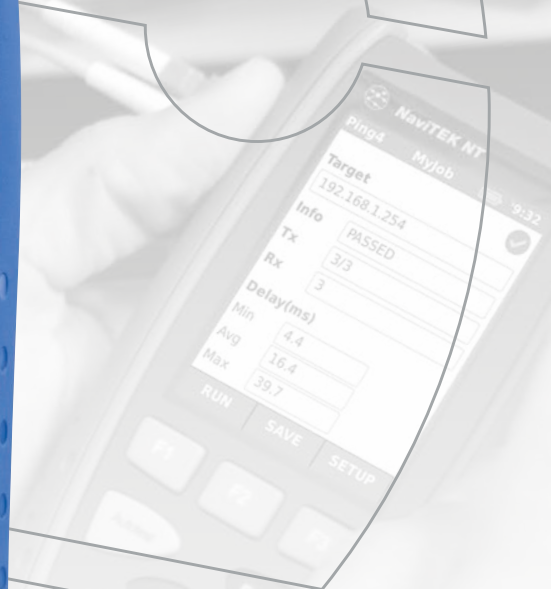 NaviTEK NT
Ping4 MyJob 9:32
Target
192.168.1.254
Info PASSED
Tx 3/3
Rx 3
Delay(ms)
Min 4.4
Avg 16.4
Max 39.7
RUN SAVE SETUP
F1 F2 F3